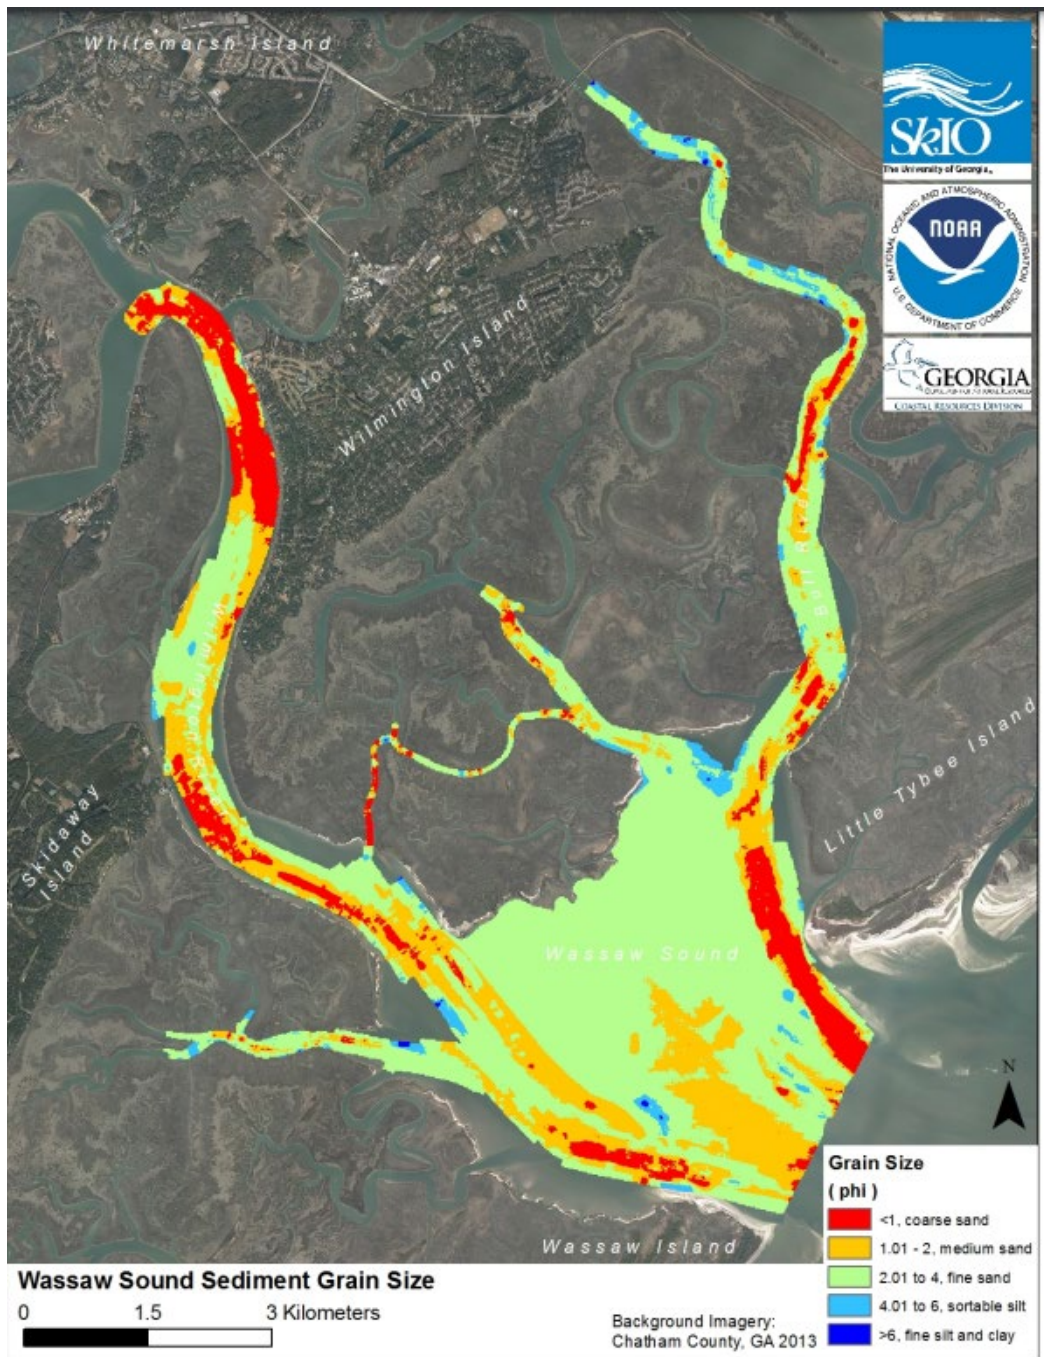 Whitemarsh Island
SkIO
The University of Georgia
NATIONAL OCEANIC AND ATMOSPHERIC ADMINISTRATION
NOAA
U.S. DEPARTMENT OF COMMERCE
GEORGIA
COASTAL RESOURCES DIVISION
Wilmington Island
Bull River
Wilmington River
Little Tybee Island
Skidaway
Island
Wassaw Sound
N
Wassaw Island
Grain Size
( phi )
<1, coarse sand
1.01 - 2, medium sand
2.01 to 4, fine sand
4.01 to 6, sortable silt
>6, fine silt and clay
Wassaw Sound Sediment Grain Size
0 1.5 3 Kilometers
Background Imagery:
Chatham County, GA 2013